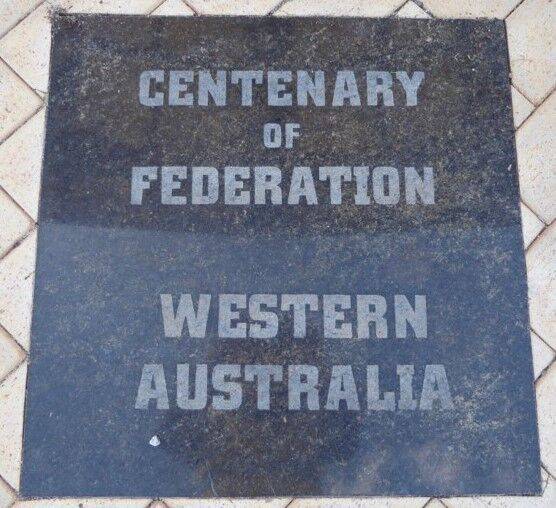 CENTENARY
OF
FEDERATION
WESTERN
AUSTRALIA